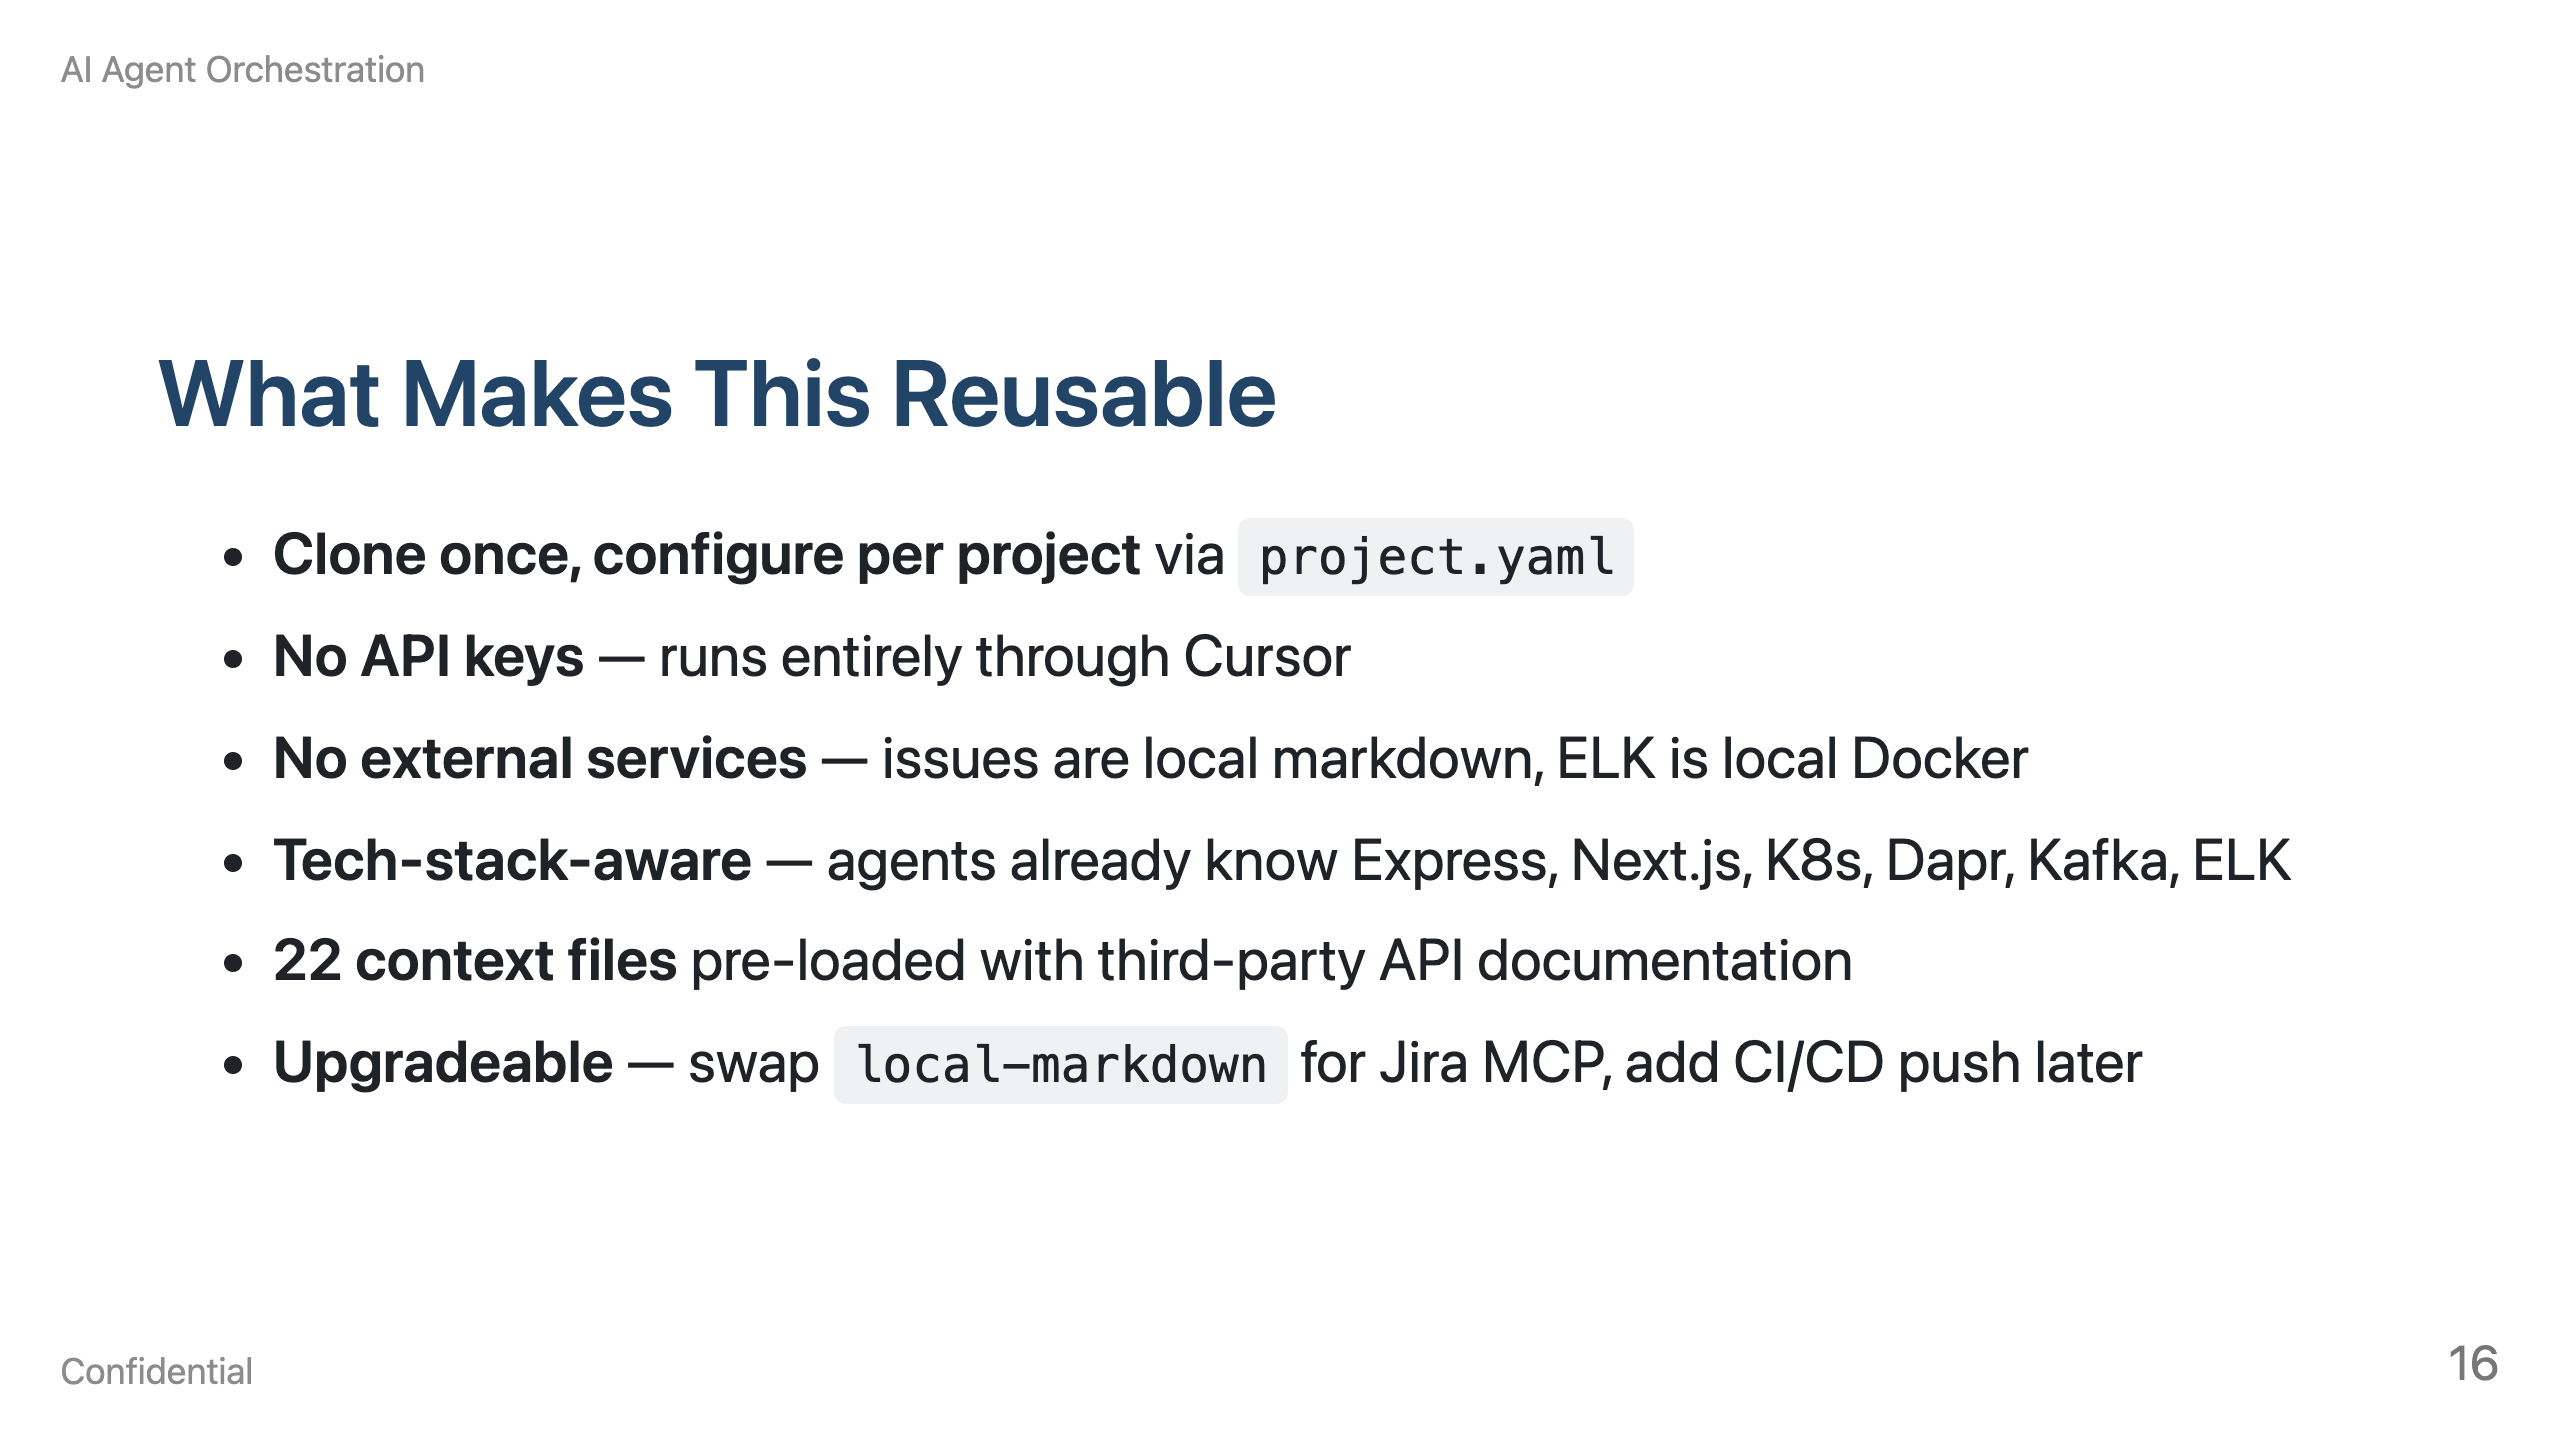 AI Agent Orchestration
What Makes This Reusable
• Clone once, configure per project via project.yaml
• No API keys — runs entirely through Cursor
• No external services — issues are local markdown, ELK is local Docker
• Tech-stack-aware — agents already know Express, Next.js, K8s, Dapr, Kafka, ELK
• 22 context files pre-loaded with third-party API documentation
• Upgradeable — swap local-markdown for Jira MCP, add CI/CD push later
Confidential
16